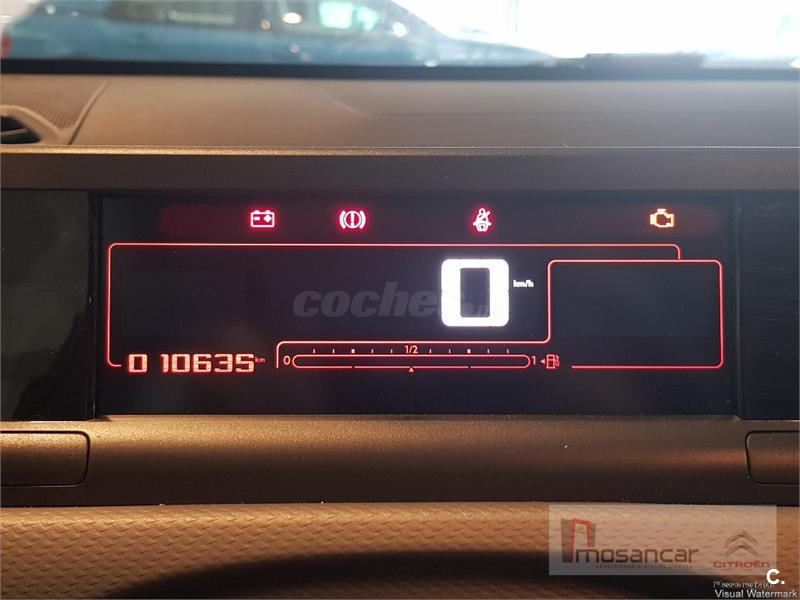 0
km/h
coches.
0 10635 km
0 1/2 1
mosancar
CITROËN
C.
Visual Watermark